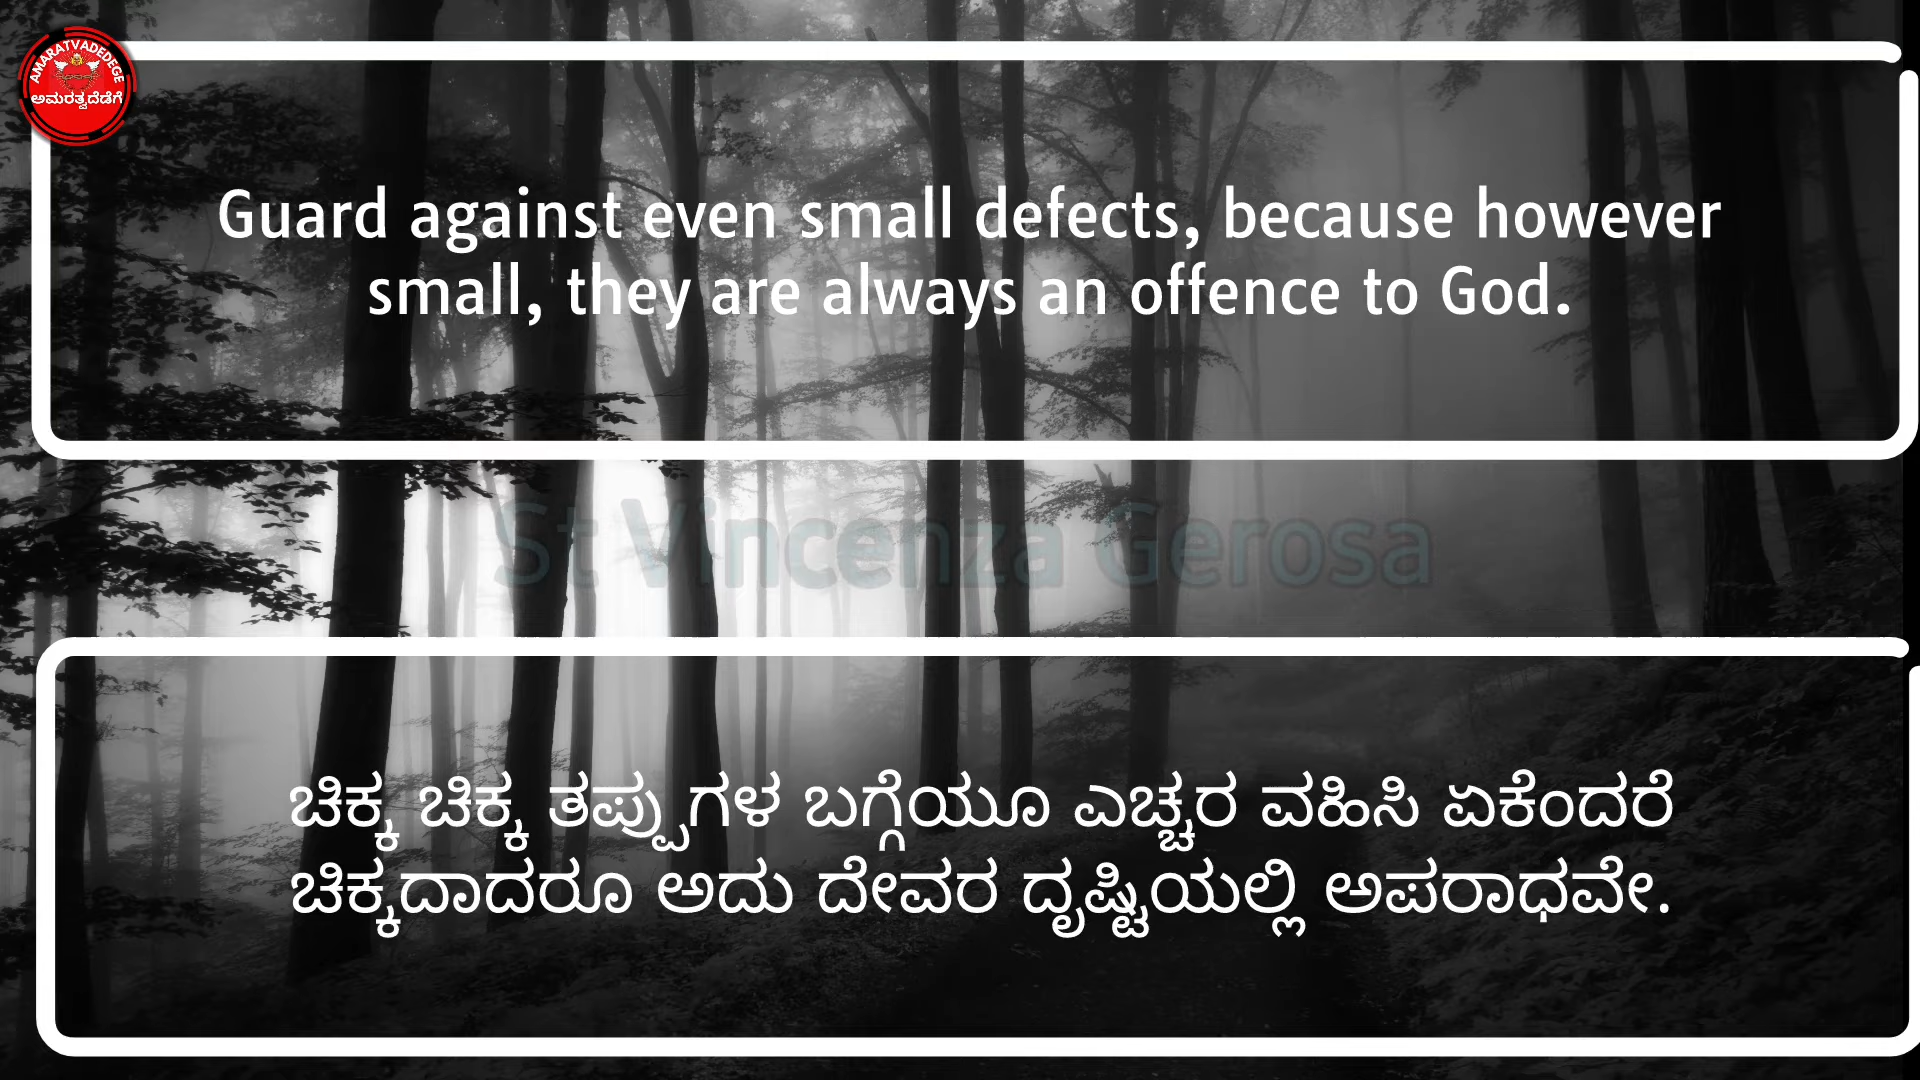 AMARATVADEDEGE
ಅಮರತ್ವದೆಡೆಗೆ
Guard against even small defects, because however
small, they are always an offence to God.
St Vincenza Gerosa
ಚಿಕ್ಕ ಚಿಕ್ಕ ತಪ್ಪುಗಳ ಬಗ್ಗೆಯೂ ಎಚ್ಚರ ವಹಿಸಿ ಏಕೆಂದರೆ
ಚಿಕ್ಕದಾದರೂ ಅದು ದೇವರ ದೃಷ್ಟಿಯಲ್ಲಿ ಅಪರಾಧವೇ.